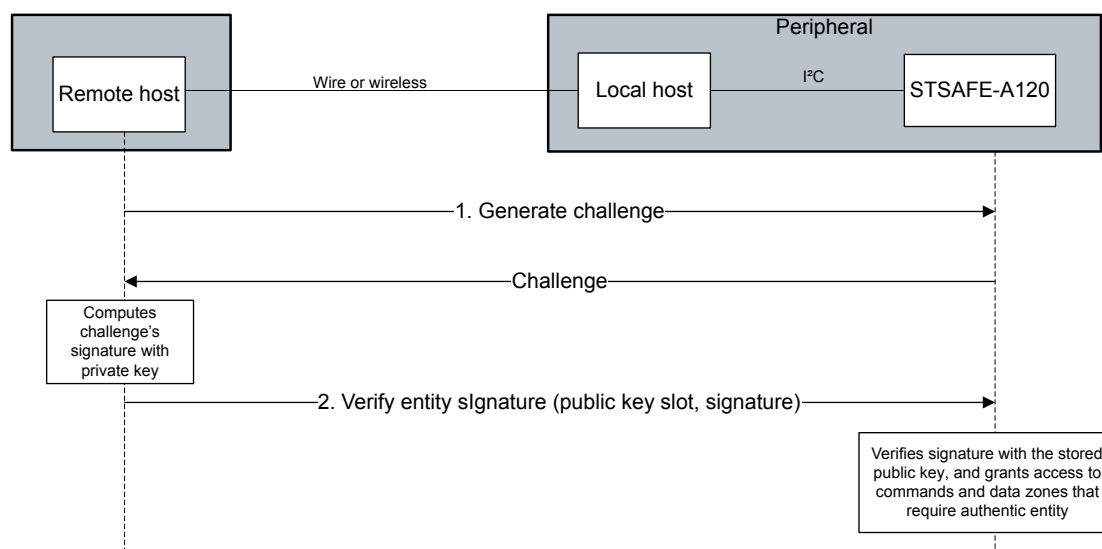 Peripheral
Remote host
Wire or wireless
Local host
I²C
STSAFE-A120
1. Generate challenge
Challenge
Computes
challenge’s
signature with
private key
2. Verify entity sIgnature (public key slot, signature)
Verifies signature with the stored
public key, and grants access to
commands and data zones that
require authentic entity